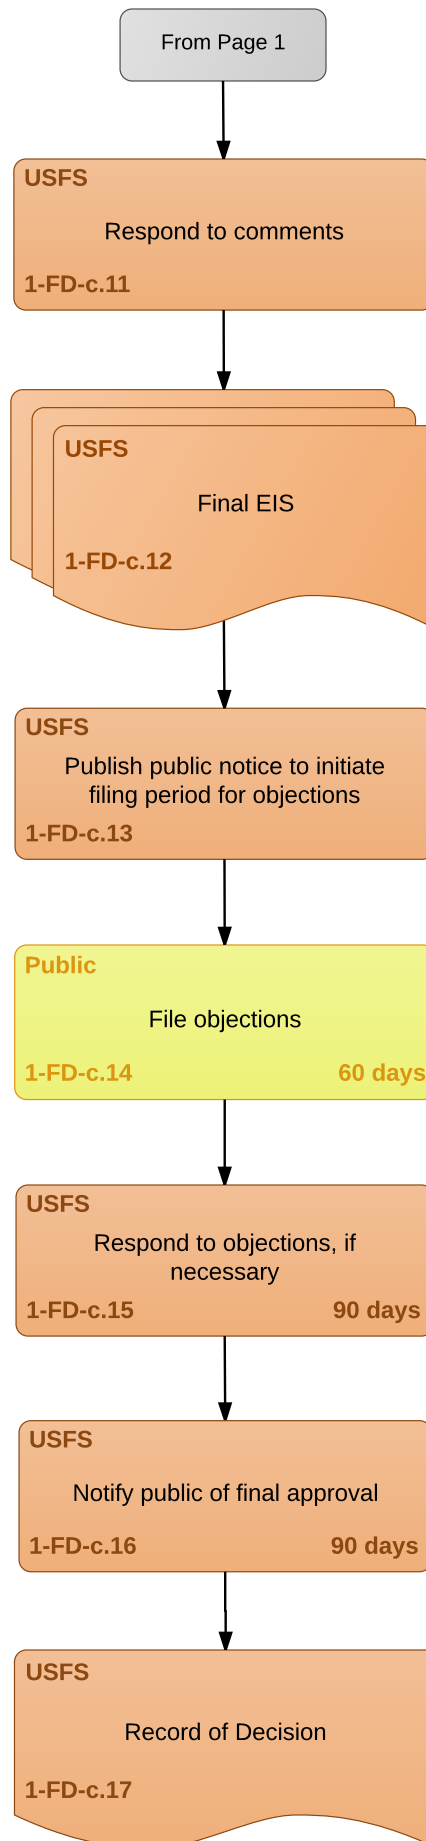 From Page 1
USFS
Respond to comments
1-FD-c.11
USFS
Final EIS
1-FD-c.12
USFS
Publish public notice to initiate
filing period for objections
1-FD-c.13
Public
File objections
1-FD-c.14 60 days
USFS
Respond to objections, if
necessary
1-FD-c.15 90 days
USFS
Notify public of final approval
1-FD-c.16 90 days
USFS
Record of Decision
1-FD-c.17